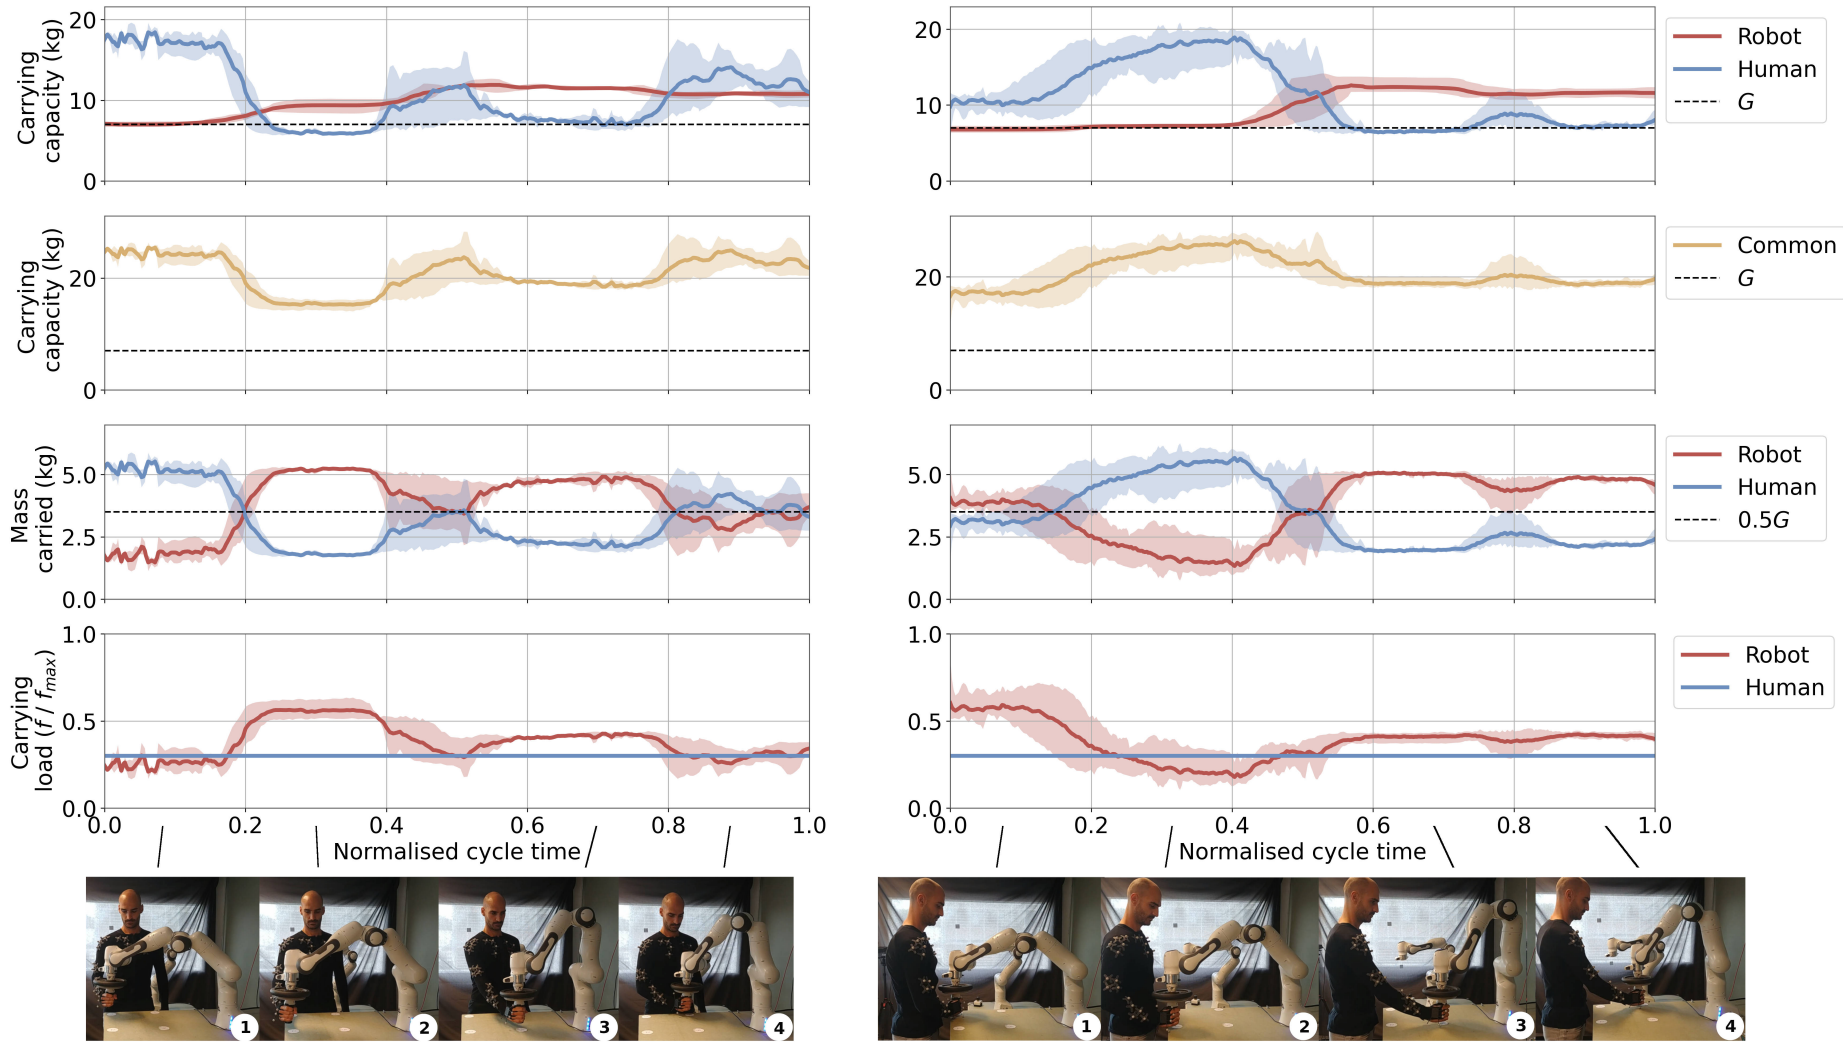 Carrying
capacity (kg)
20
10
0
20
10
0
Robot
Human
G
Carrying
capacity (kg)
20
0
20
0
Common
G
Mass
carried (kg)
5.0
2.5
0.0
5.0
2.5
0.0
Robot
Human
0.5G
Carrying
load (f / fmax)
1.0
0.5
0.0
0.0 0.2 0.4 0.6 0.8 1.0
Normalised cycle time
1.0
0.5
0.0
0.0 0.2 0.4 0.6 0.8 1.0
Normalised cycle time
Robot
Human
1 2 3 4
1 2 3 4